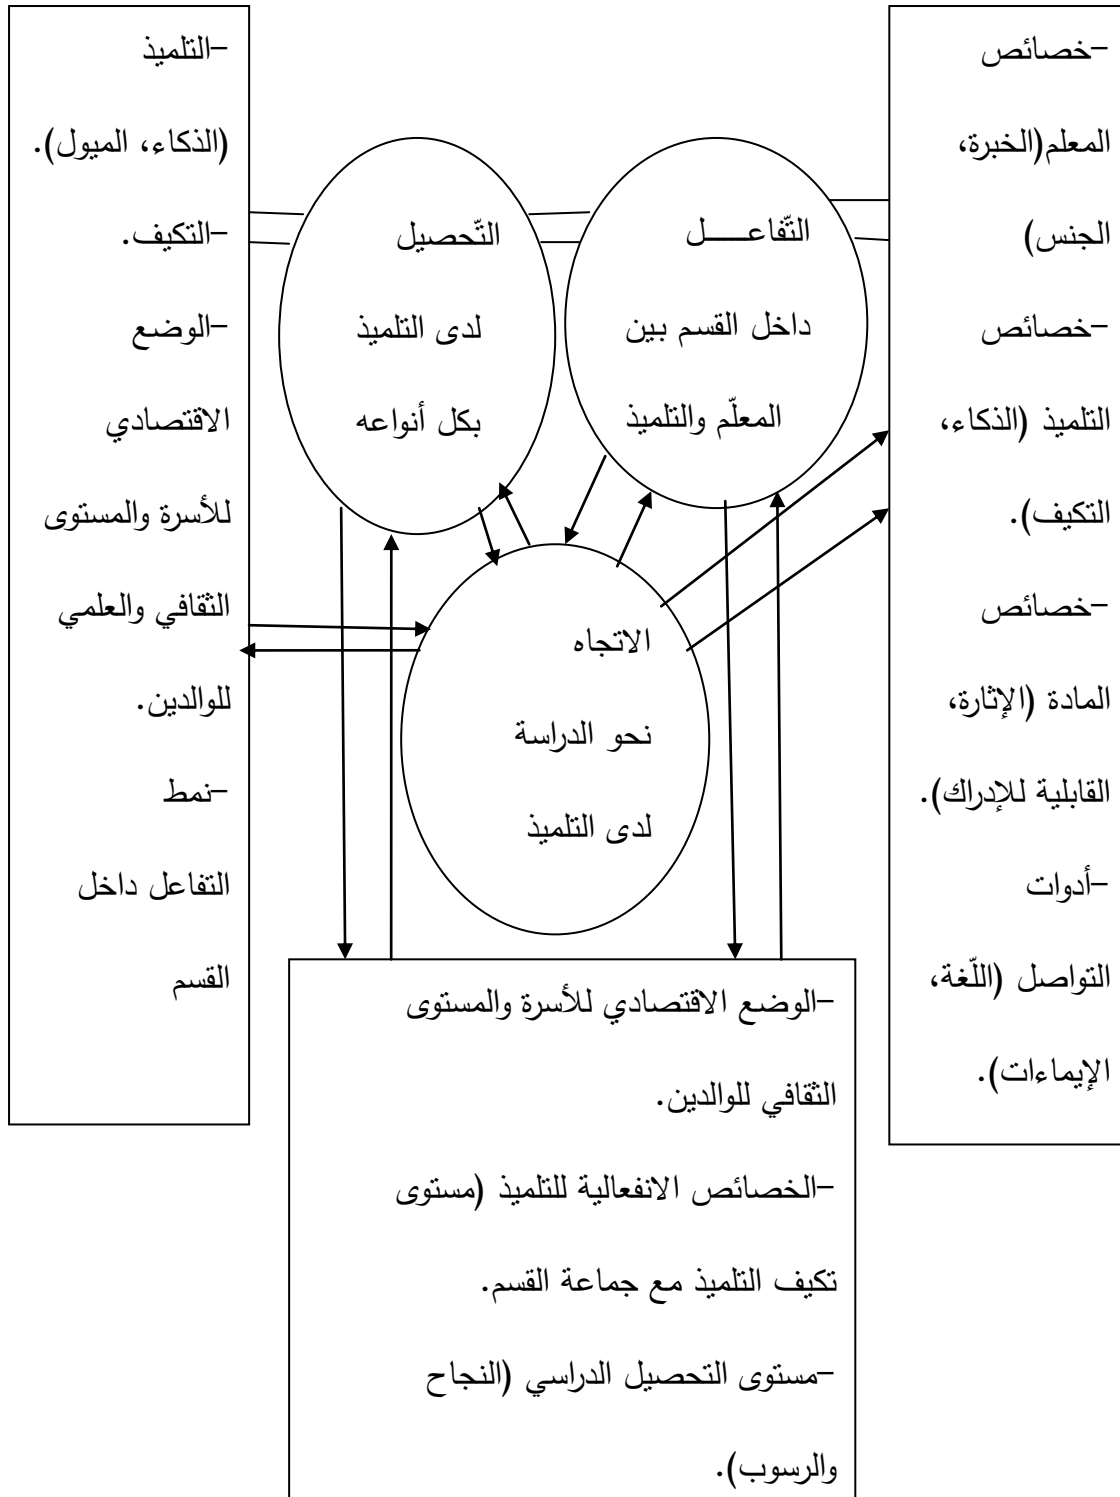 -خصائص
المعلم(الخبرة،
الجنس)
-خصائص
التلميذ (الذكاء،
التكيف).
-خصائص
المادة (الإثارة،
القابلية للإدراك).
-أدوات
التواصل (اللّغة،
الإيماءات).
التّفاعـــــل
داخل القسم بين
المعلّم والتلميذ
التّحصيل
لدى التلميذ
بكل أنواعه
الاتجاه
نحو الدراسة
لدى التلميذ
-التلميذ
(الذكاء، الميول).
-التكيف.
-الوضع
الاقتصادي
للأسرة والمستوى
الثقافي والعلمي
للوالدين.
-نمط
التفاعل داخل
القسم
-الوضع الاقتصادي للأسرة والمستوى
الثقافي للوالدين.
-الخصائص الانفعالية للتلميذ (مستوى
تكيف التلميذ مع جماعة القسم.
-مستوى التحصيل الدراسي (النجاح
والرسوب).